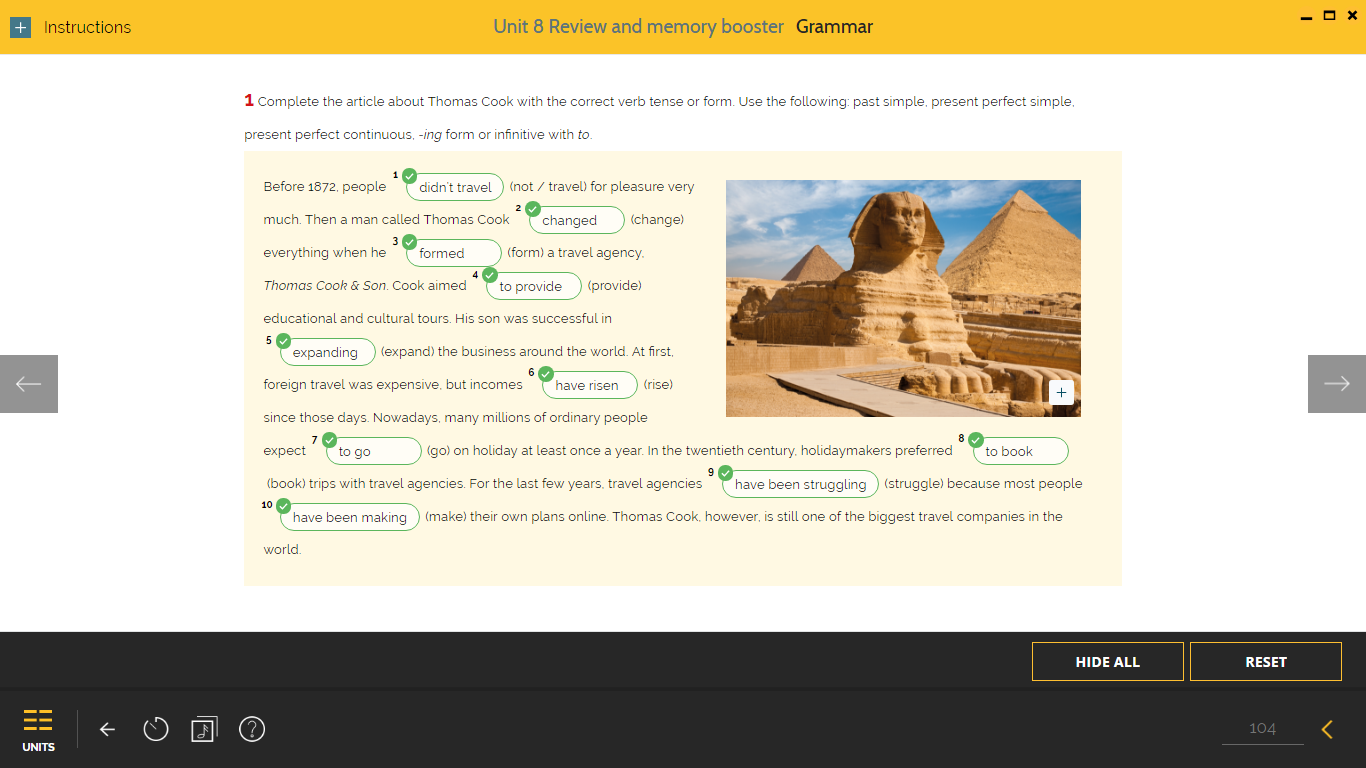 + Instructions
Unit 8 Review and memory booster Grammar
1 Complete the article about Thomas Cook with the correct verb tense or form. Use the following: past simple, present perfect simple,
present perfect continuous, -ing form or infinitive with to.
Before 1872, people 1 didn't travel (not / travel) for pleasure very
much. Then a man called Thomas Cook 2 changed (change)
everything when he 3 formed (form) a travel agency,
Thomas Cook & Son. Cook aimed 4 to provide (provide)
educational and cultural tours. His son was successful in
5 expanding (expand) the business around the world. At first,
foreign travel was expensive, but incomes 6 have risen (rise)
since those days. Nowadays, many millions of ordinary people
expect 7 to go (go) on holiday at least once a year. In the twentieth century, holidaymakers preferred 8 to book
(book) trips with travel agencies. For the last few years, travel agencies 9 have been struggling (struggle) because most people
10 have been making (make) their own plans online. Thomas Cook, however, is still one of the biggest travel companies in the
world.
+
HIDE ALL RESET
UNITS
?
104